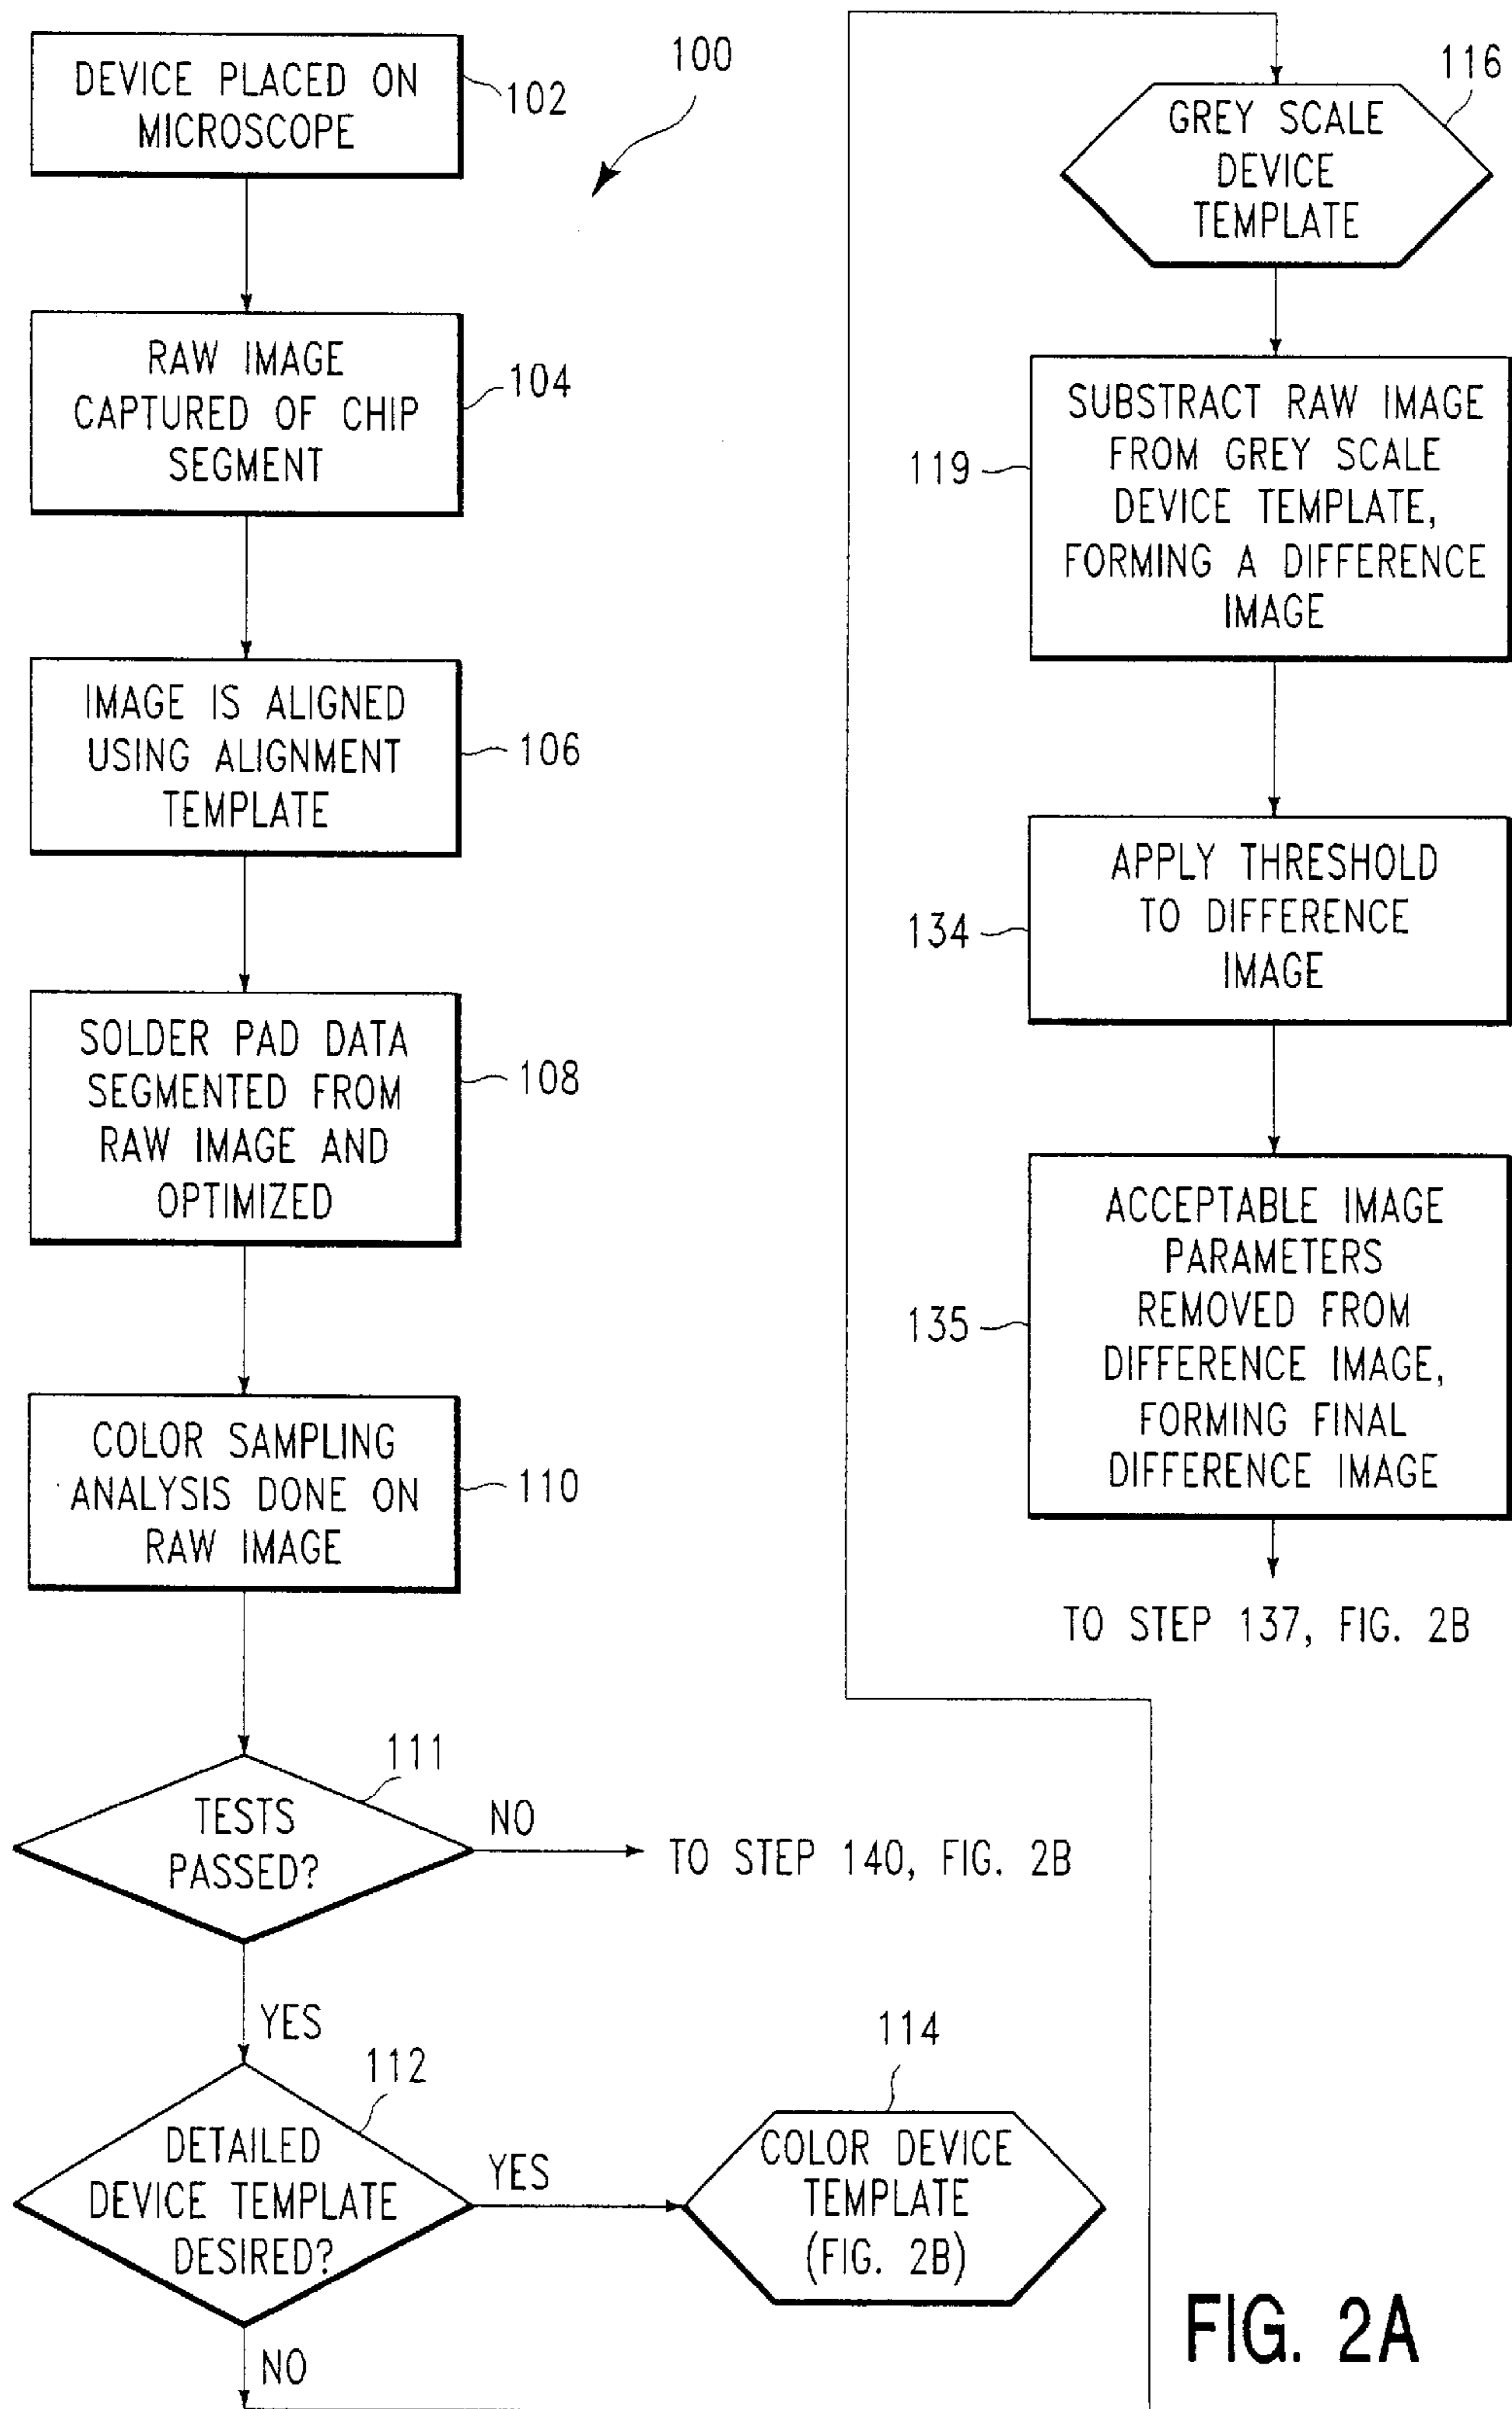 100
DEVICE PLACED ON
MICROSCOPE
102
RAW IMAGE
CAPTURED OF CHIP
SEGMENT
104
IMAGE IS ALIGNED
USING ALIGNMENT
TEMPLATE
106
SOLDER PAD DATA
SEGMENTED FROM
RAW IMAGE AND
OPTIMIZED
108
COLOR SAMPLING
ANALYSIS DONE ON
RAW IMAGE
110
111
TESTS
PASSED?
NO
TO STEP 140, FIG. 2B
YES
112
DETAILED
DEVICE TEMPLATE
DESIRED?
YES
114
COLOR DEVICE
TEMPLATE
(FIG. 2B)
NO
116
GREY SCALE
DEVICE
TEMPLATE
SUBSTRACT RAW IMAGE
FROM GREY SCALE
DEVICE TEMPLATE,
FORMING A DIFFERENCE
IMAGE
119
APPLY THRESHOLD
TO DIFFERENCE
IMAGE
134
ACCEPTABLE IMAGE
PARAMETERS
REMOVED FROM
DIFFERENCE IMAGE,
FORMING FINAL
DIFFERENCE IMAGE
135
TO STEP 137, FIG. 2B
FIG. 2A